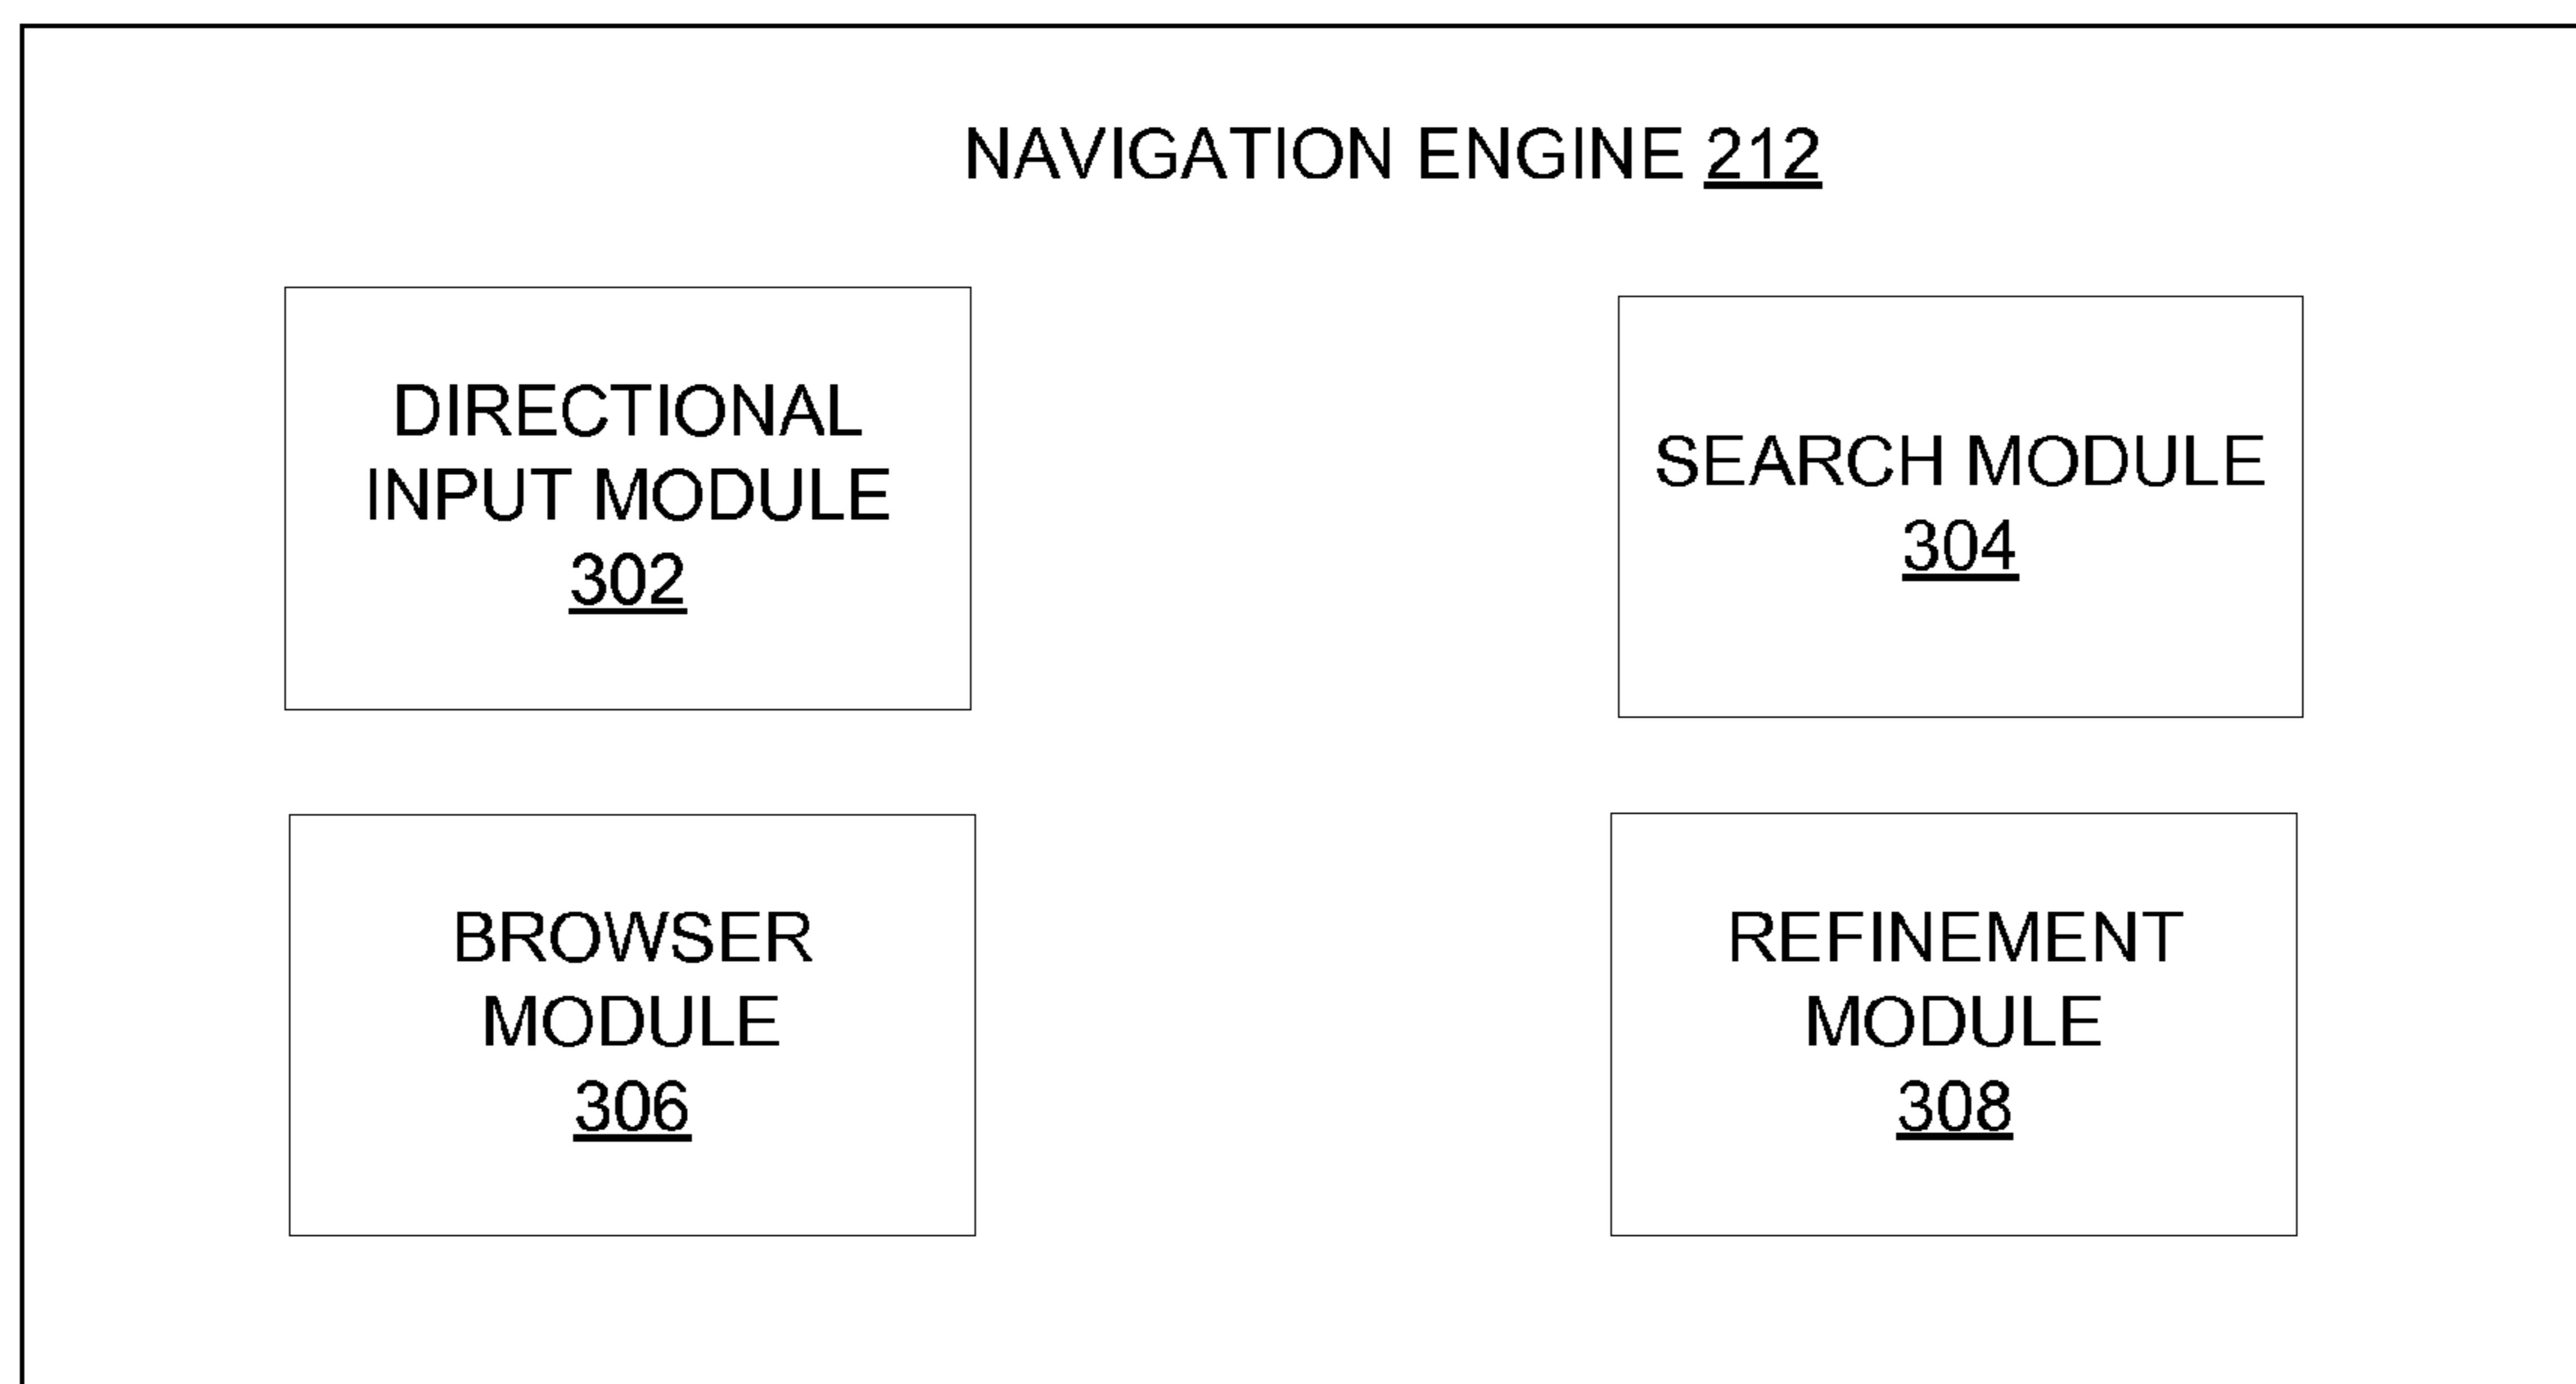 NAVIGATION ENGINE 212
DIRECTIONAL
INPUT MODULE
302
SEARCH MODULE
304
BROWSER
MODULE
306
REFINEMENT
MODULE
308